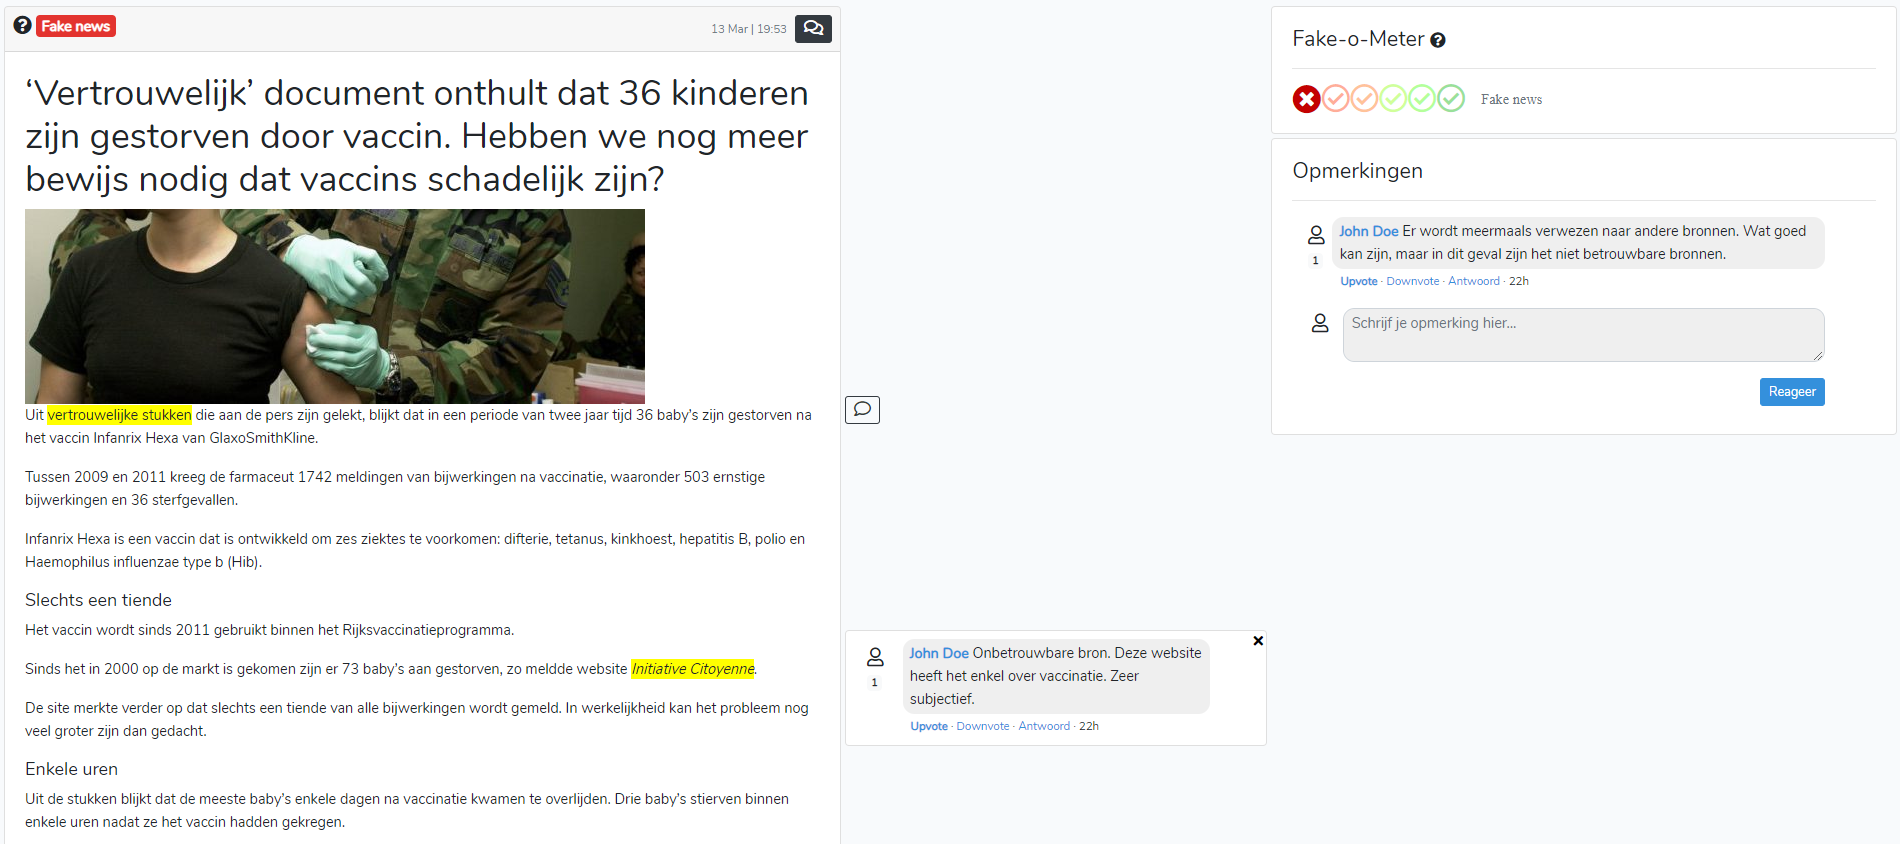 Fake news
13 Mar | 19:53
‘Vertrouwelijk’ document onthult dat 36 kinderen
zijn gestorven door vaccin. Hebben we nog meer
bewijs nodig dat vaccins schadelijk zijn?
Uit vertrouwelijke stukken die aan de pers zijn gelekt, blijkt dat in een periode van twee jaar tijd 36 baby's zijn gestorven na
het vaccin Infanrix Hexa van GlaxoSmithKline.
Tussen 2009 en 2011 kreeg de farmaceut 1742 meldingen van bijwerkingen na vaccinatie, waaronder 503 ernstige
bijwerkingen en 36 sterfgevallen.
Infanrix Hexa is een vaccin dat is ontwikkeld om zes ziektes te voorkomen: difterie, tetanus, kinkhoest, hepatitis B, polio en
Haemophilus influenzae type b (Hib).
Slechts een tiende
Het vaccin wordt sinds 2011 gebruikt binnen het Rijksvaccinatieprogramma.
Sinds het in 2000 op de markt is gekomen zijn er 73 baby's aan gestorven, zo meldde website Initiative Citoyenne.
De site merkte verder op dat slechts een tiende van alle bijwerkingen wordt gemeld. In werkelijkheid kan het probleem nog
veel groter zijn dan gedacht.
Enkele uren
Uit de stukken blijkt dat de meeste baby's enkele dagen na vaccinatie kwamen te overlijden. Drie baby's stierven binnen
enkele uren nadat ze het vaccin hadden gekregen.
John Doe Onbetrouwbare bron. Deze website
heeft het enkel over vaccinatie. Zeer
subjectief.
1
Upvote · Downvote · Antwoord · 22h
Fake-o-Meter
Fake news
Opmerkingen
John Doe Er wordt meermaals verwezen naar andere bronnen. Wat goed
kan zijn, maar in dit geval zijn het niet betrouwbare bronnen.
1
Upvote · Downvote · Antwoord · 22h
Schrijf je opmerking hier...
Reageer